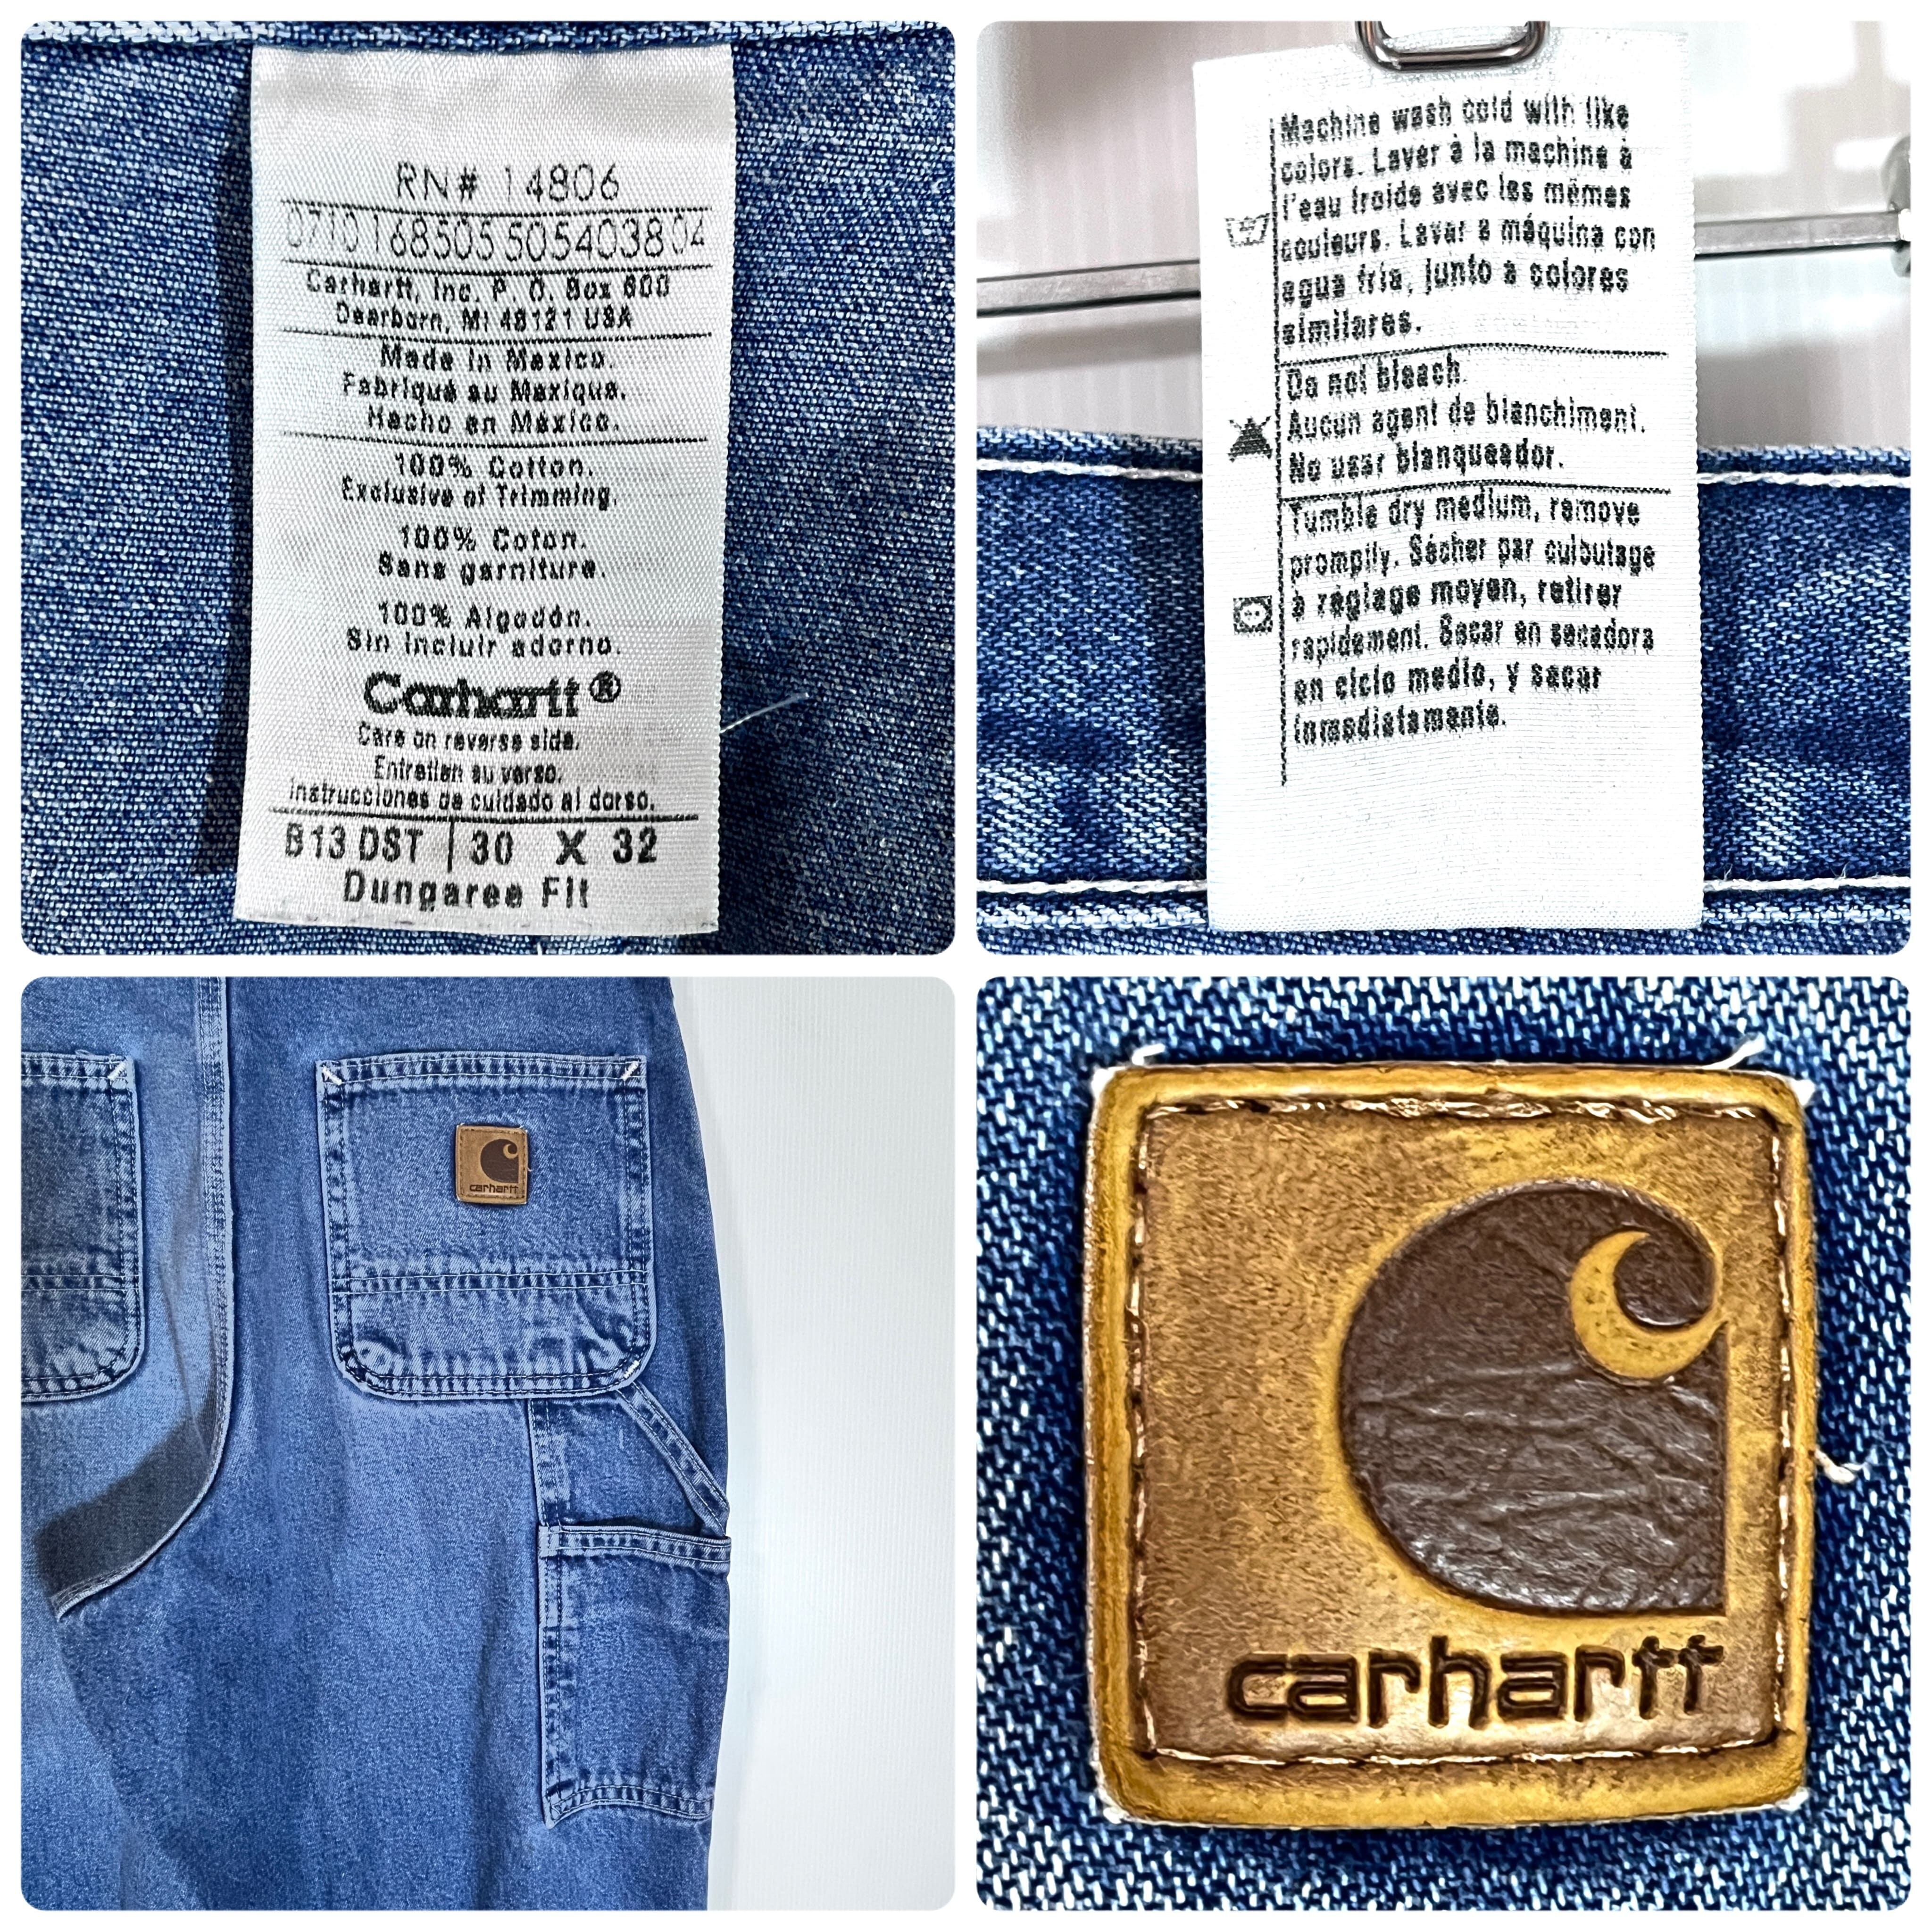 RN# 14806
0710168505505403804
Carhartt, Inc. P. O. Box 600
Dearborn, MI 48121 USA
Made in Mexico.
Fabriqué au Mexique.
Hecho en México.
100% Cotton.
Exclusive of Trimming.
100% Coton.
Sans garniture.
100% Algodón.
Sin incluir adorno.
Carhartt®
Care on reverse side.
Entretien au verso.
Instrucciones de cuidado al dorso.
B13 DST | 30 X 32
Dungaree Fit
Machine wash cold with like
colors. Laver à la machine à
l'eau froide avec les mêmes
couleurs. Lavar a máquina con
agua fría, junto a colores
similares.
Do not bleach.
Aucun agent de blanchiment.
No usar blanqueador.
Tumble dry medium, remove
promptly. Sécher par culbutage
à réglage moyen, retirer
rapidement. Secar en secadora
en ciclo medio, y sacar
inmediatamente.
carhartt
carhartt